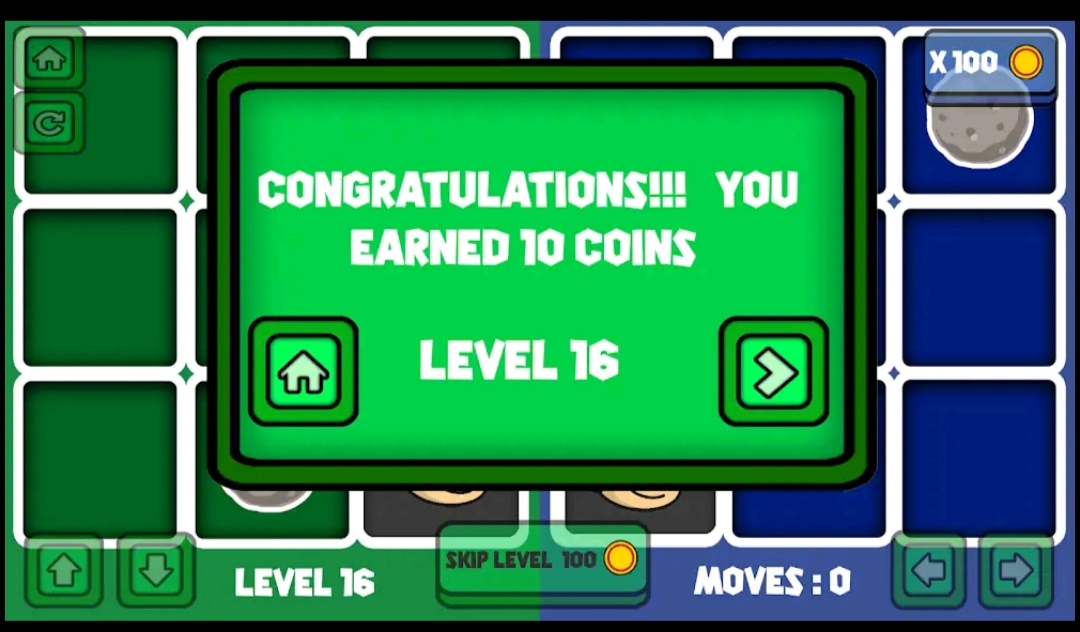 X 100
CONGRATULATIONS!!! YOU
EARNED 10 COINS
LEVEL 16
SKIP LEVEL 100
LEVEL 16
MOVES : 0